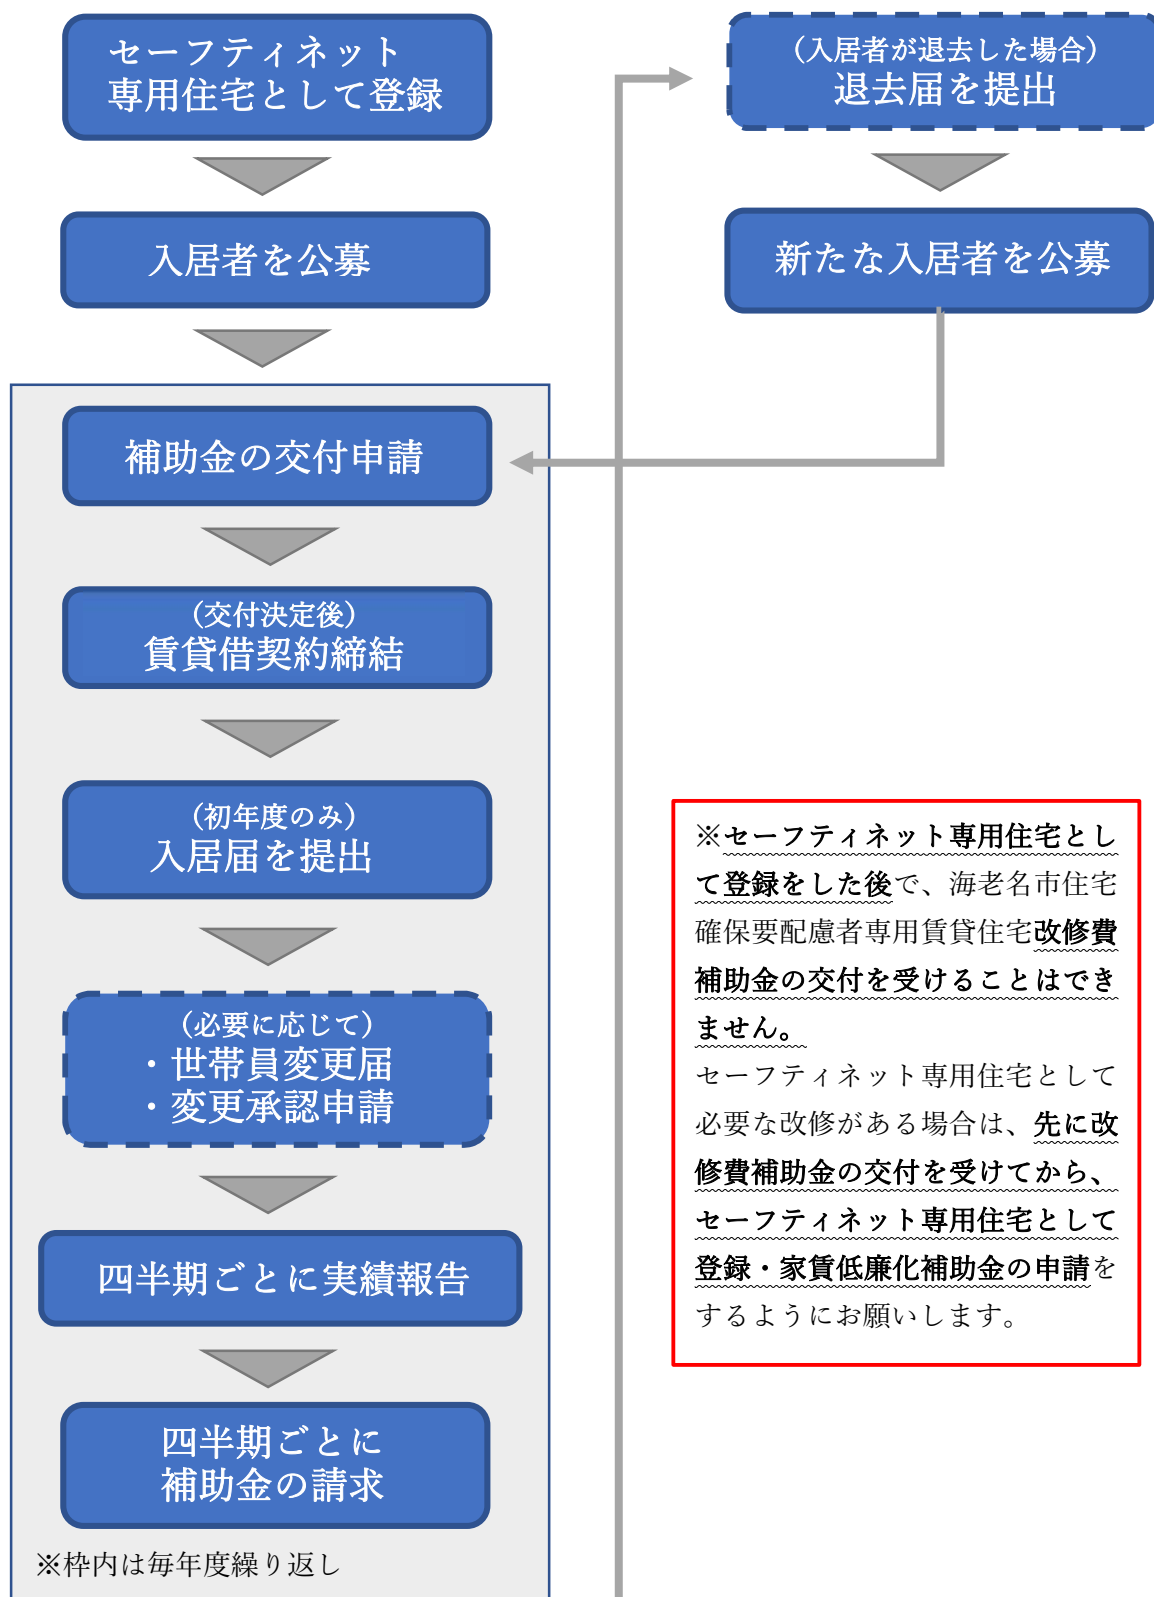 セーフティネット
専用住宅として登録
入居者を公募
補助金の交付申請
（交付決定後）
賃貸借契約締結
（初年度のみ）
入居届を提出
（必要に応じて）
・世帯員変更届
・変更承認申請
四半期ごとに実績報告
四半期ごとに
補助金の請求
※枠内は毎年度繰り返し
（入居者が退去した場合）
退去届を提出
新たな入居者を公募
※セーフティネット専用住宅とし
て登録をした後で、海老名市住宅
確保要配慮者専用賃貸住宅改修費
補助金の交付を受けることはでき
ません。
セーフティネット専用住宅として
必要な改修がある場合は、先に改
修費補助金の交付を受けてから、
セーフティネット専用住宅として
登録・家賃低廉化補助金の申請を
するようにお願いします。